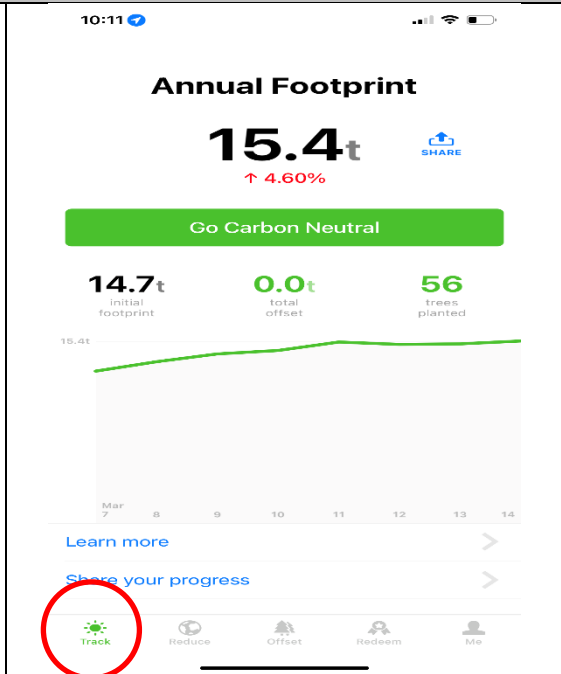 10:11
Annual Footprint
15.4t
SHARE
↑ 4.60%
Go Carbon Neutral
14.7t 0.0t 56
initial footprint total offset trees planted
15.4t
Mar
7 8 9 10 11 12 13 14
Learn more
Share your progress
Track Reduce Offset Redeem Me